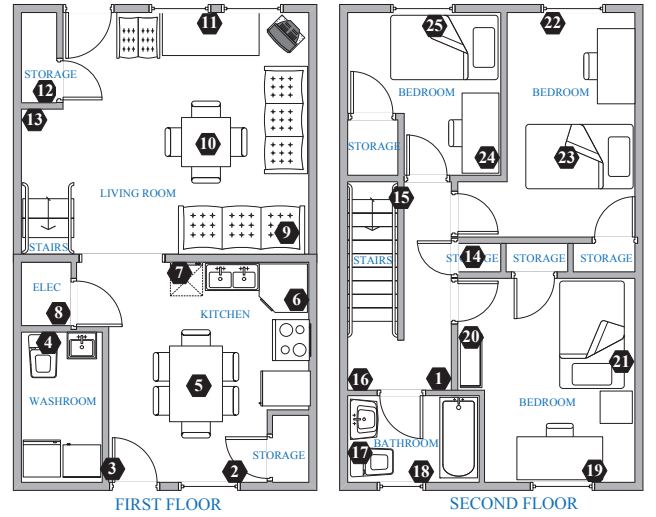 11
STORAGE
12
13
10
LIVING ROOM
9
STAIRS
7
ELEC
8
6
KITCHEN
4
5
WASHROOM
STORAGE
3
2
FIRST FLOOR
25
22
BEDROOM
BEDROOM
STORAGE
24
23
15
14
STAIRS
STORAGE
STORAGE
STORAGE
20
21
16
1
BEDROOM
BATHROOM
17
18
19
SECOND FLOOR